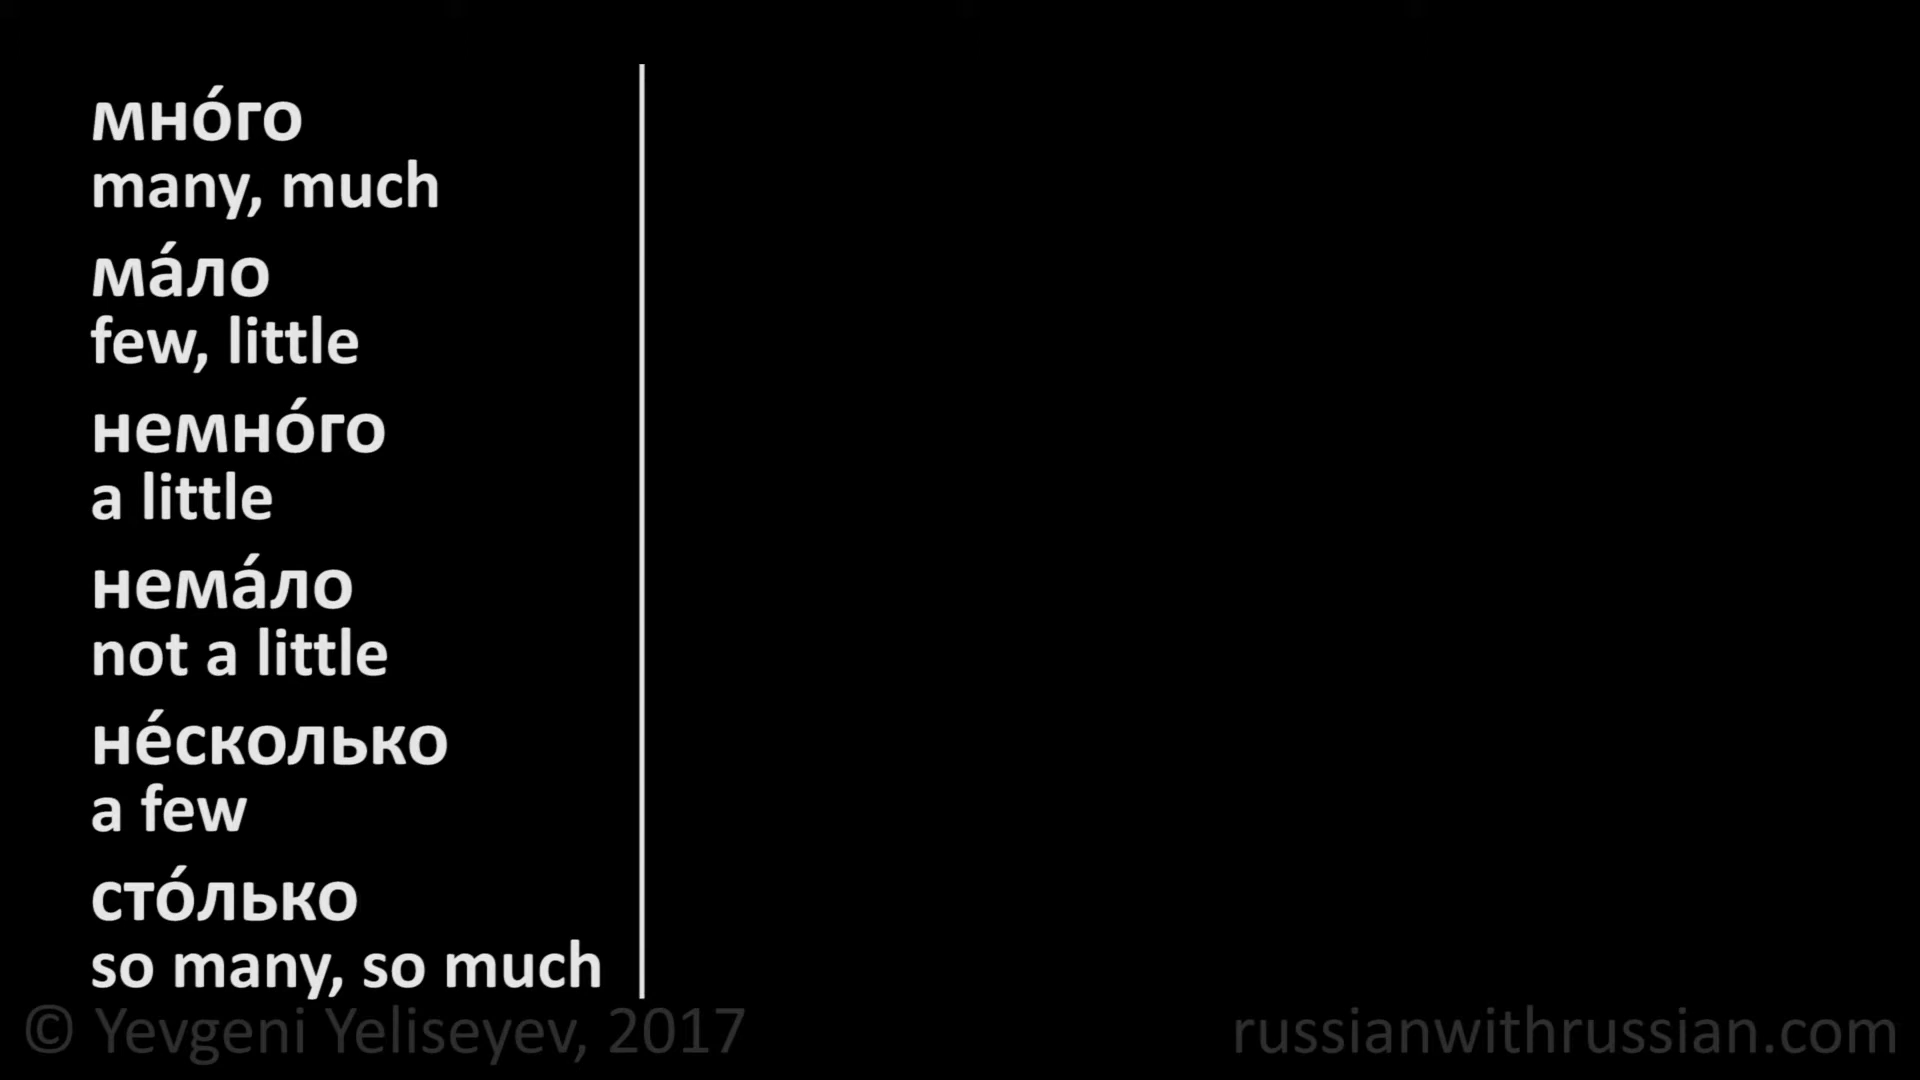 мно́го
many, much
ма́ло
few, little
немно́го
a little
нема́ло
not a little
не́сколько
a few
сто́лько
so many, so much
© Yevgeni Yeliseyev, 2017
russianwithrussian.com